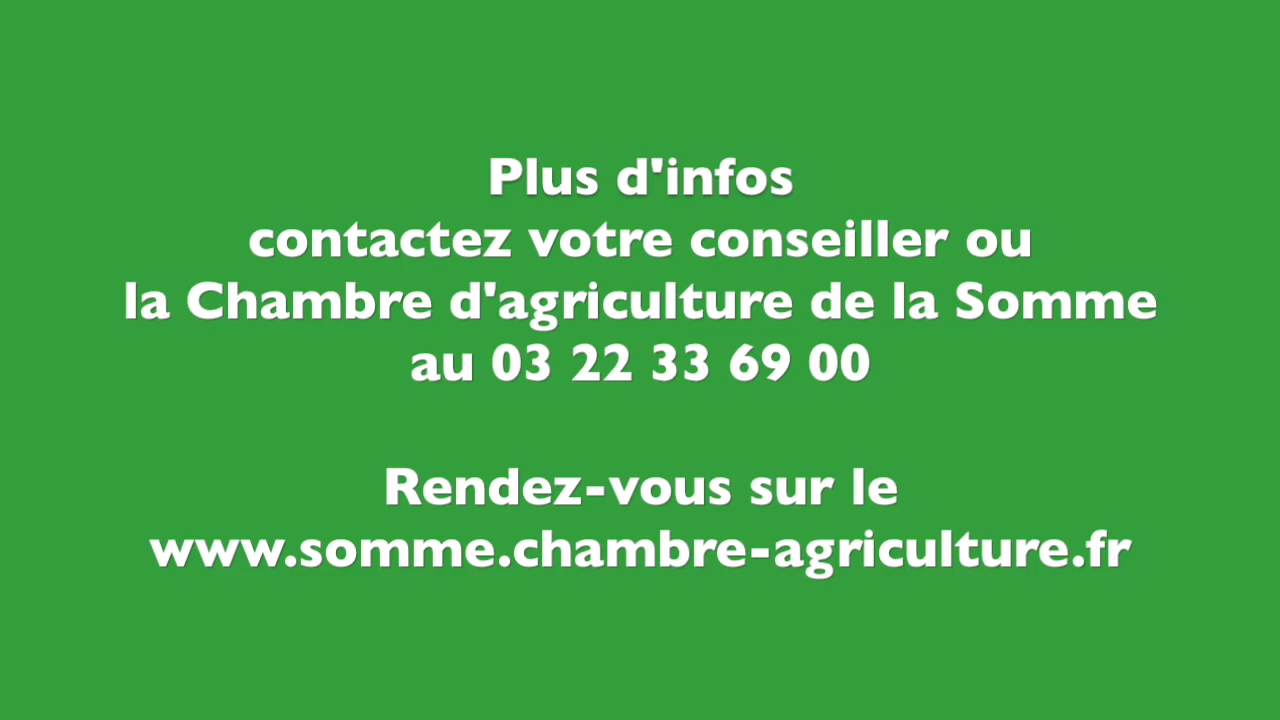 Plus d'infos
contactez votre conseiller ou
la Chambre d'agriculture de la Somme
au 03 22 33 69 00
Rendez-vous sur le
www.somme.chambre-agriculture.fr